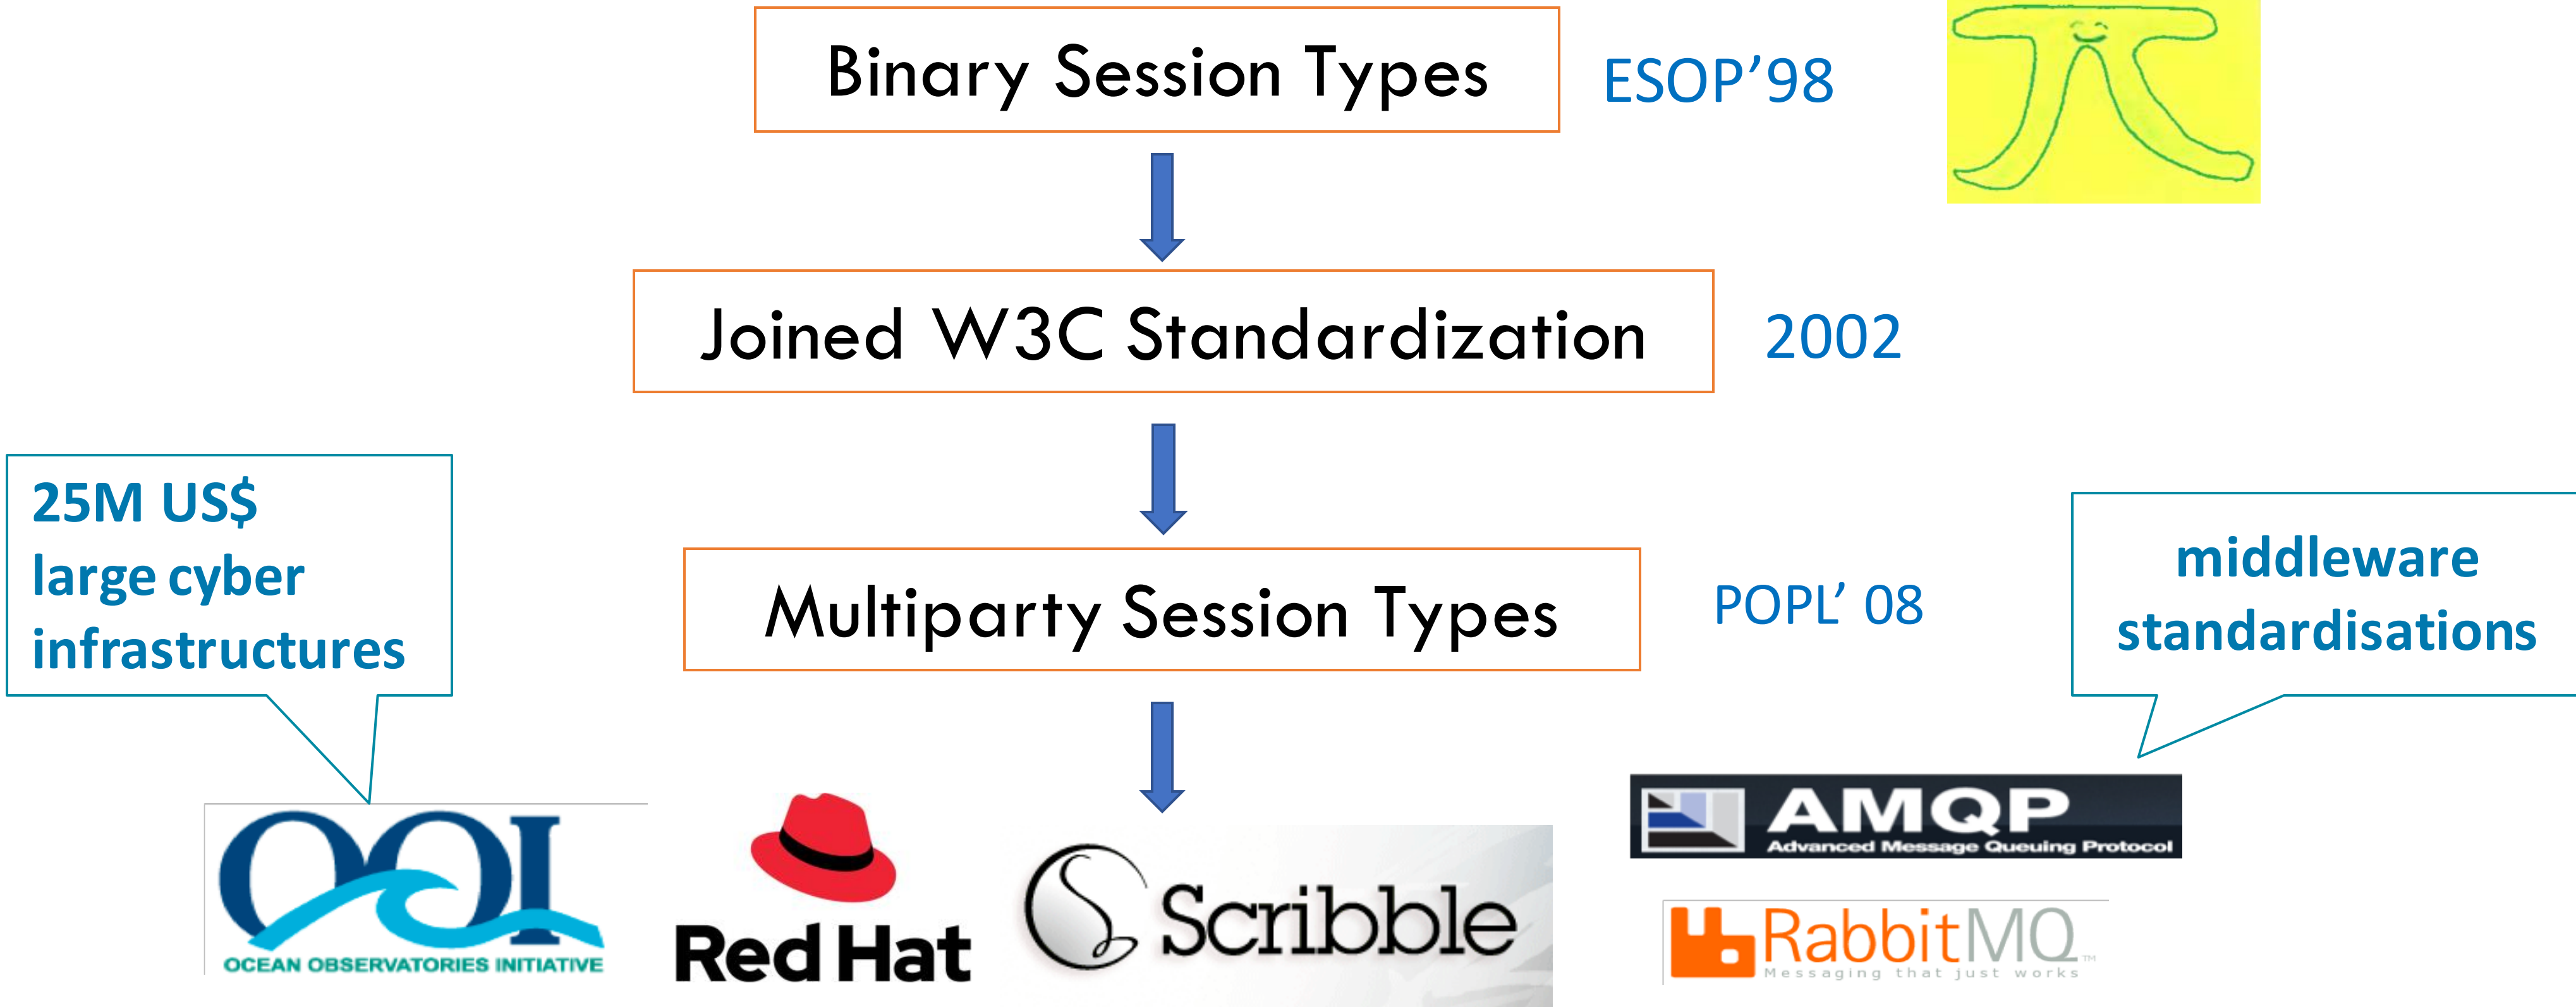 Binary Session Types
ESOP’98
Joined W3C Standardization
2002
25M US$
large cyber
infrastructures
Multiparty Session Types
POPL’ 08
middleware
standardisations
OOI
OCEAN OBSERVATORIES INITIATIVE
Red Hat
Scribble
AMQP
Advanced Message Queuing Protocol
RabbitMQ™
Messaging that just works